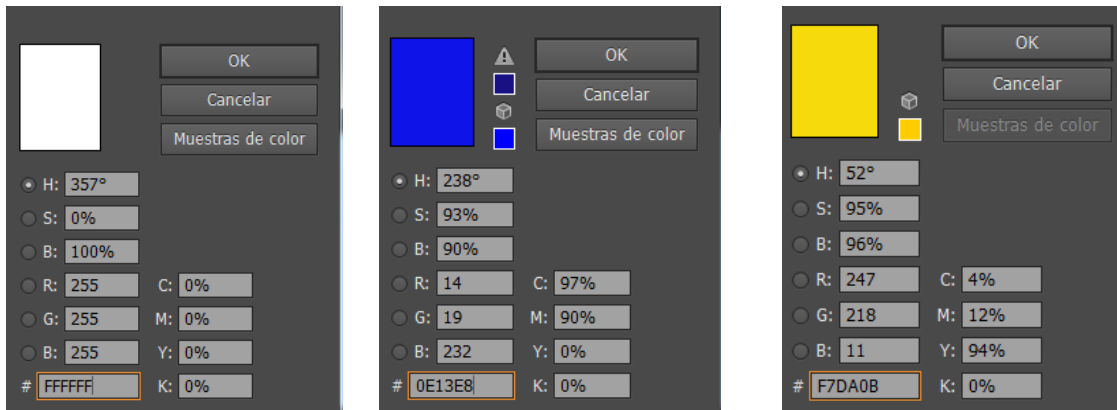 OK
Cancelar
Muestras de color
H: 357°
S: 0%
B: 100%
R: 255 C: 0%
G: 255 M: 0%
B: 255 Y: 0%
# FFFFFF K: 0%
OK
Cancelar
Muestras de color
H: 238°
S: 93%
B: 90%
R: 14 C: 97%
G: 19 M: 90%
B: 232 Y: 0%
# 0E13E8 K: 0%
OK
Cancelar
Muestras de color
H: 52°
S: 95%
B: 96%
R: 247 C: 4%
G: 218 M: 12%
B: 11 Y: 94%
# F7DA0B K: 0%